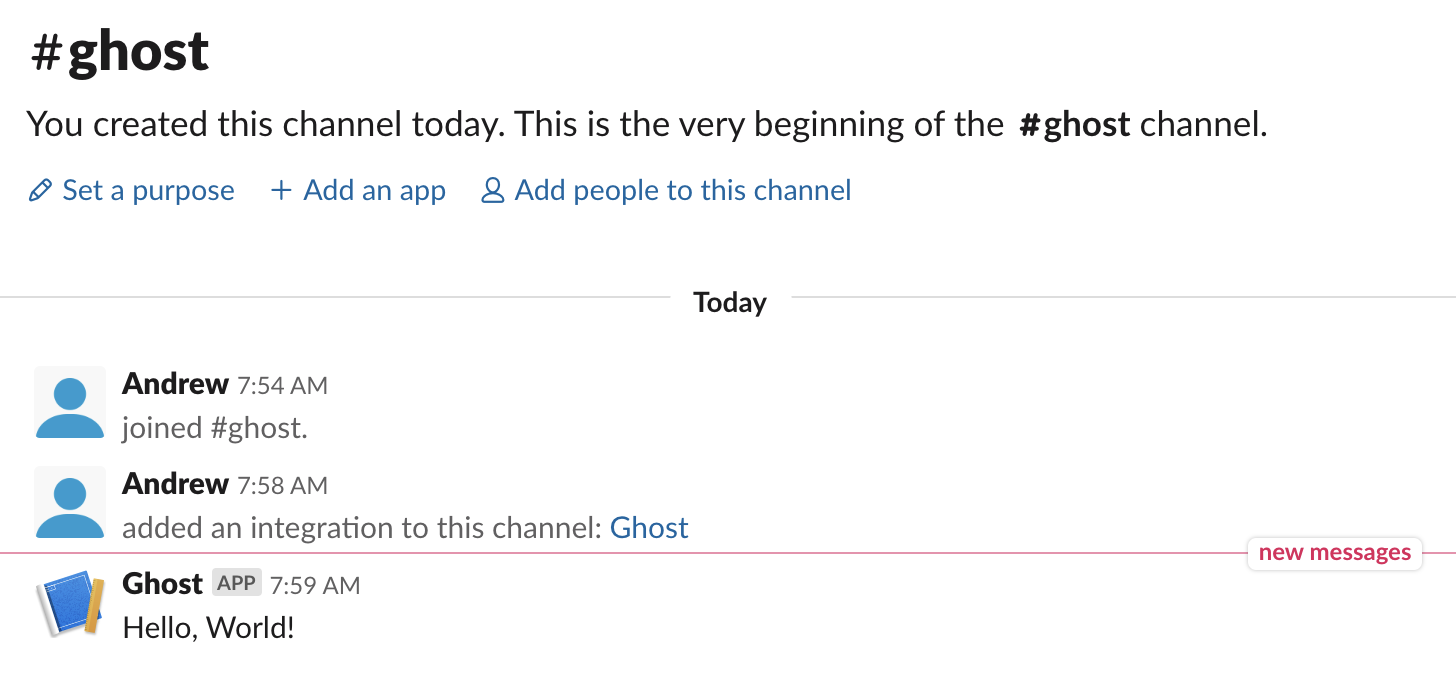 #ghost
You created this channel today. This is the very beginning of the #ghost channel.
Set a purpose + Add an app Add people to this channel
Today
Andrew 7:54 AM
joined #ghost.
Andrew 7:58 AM
added an integration to this channel: Ghost
new messages
Ghost APP 7:59 AM
Hello, World!